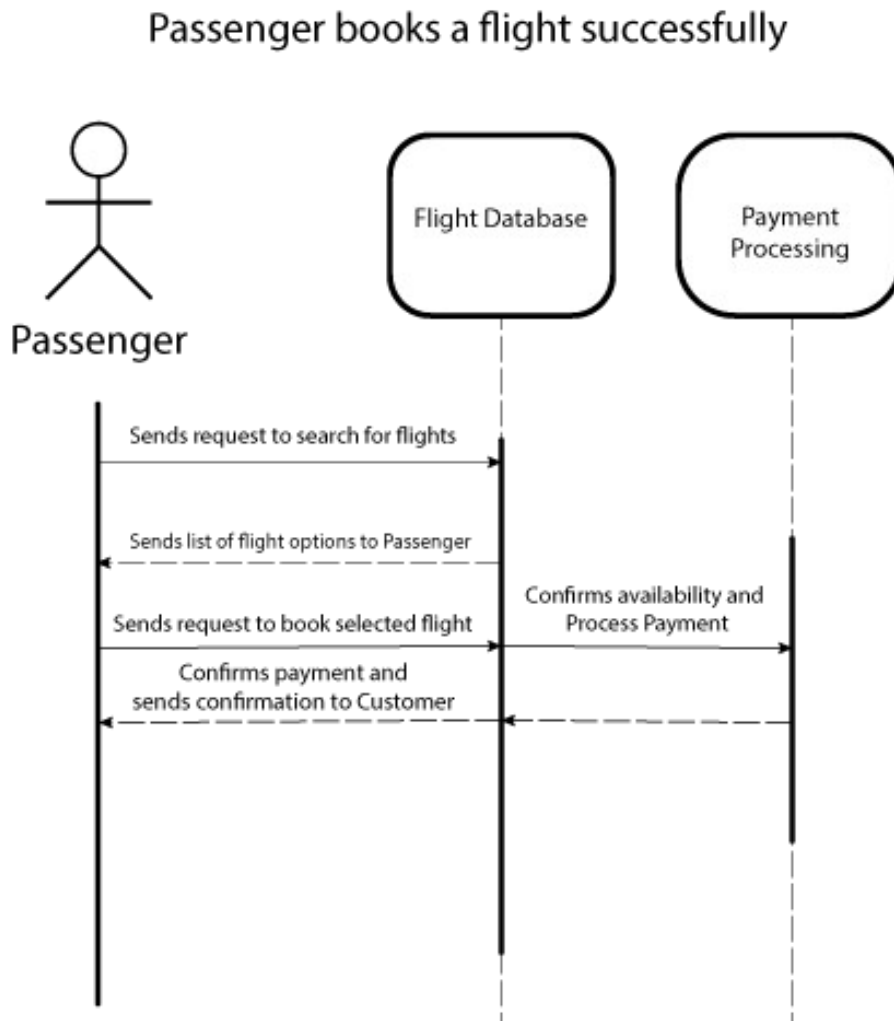 Passenger books a flight successfully
Flight Database
Payment
Processing
Passenger
Sends request to search for flights
Sends list of flight options to Passenger
Confirms availability and
Process Payment
Sends request to book selected flight
Confirms payment and
sends confirmation to Customer